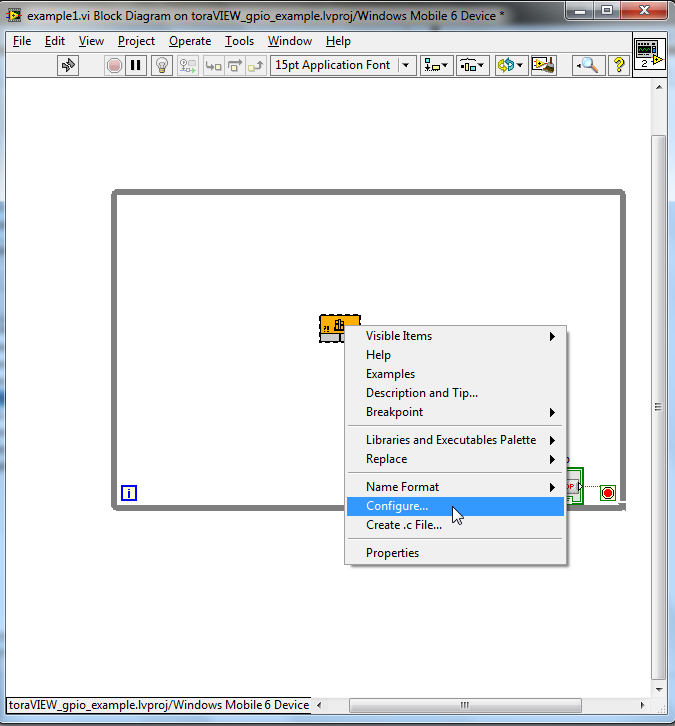 example1.vi Block Diagram on toraVIEW_gpio_example.lvproj/Windows Mobile 6 Device *
File Edit View Project Operate Tools Window Help
15pt Application Font
?
2
?!
Visible Items
Help
Examples
Description and Tip...
Breakpoint
Libraries and Executables Palette
Replace
Name Format
i
Configure...
Create .c File...
Properties
toraVIEW_gpio_example.lvproj/Windows Mobile 6 Device